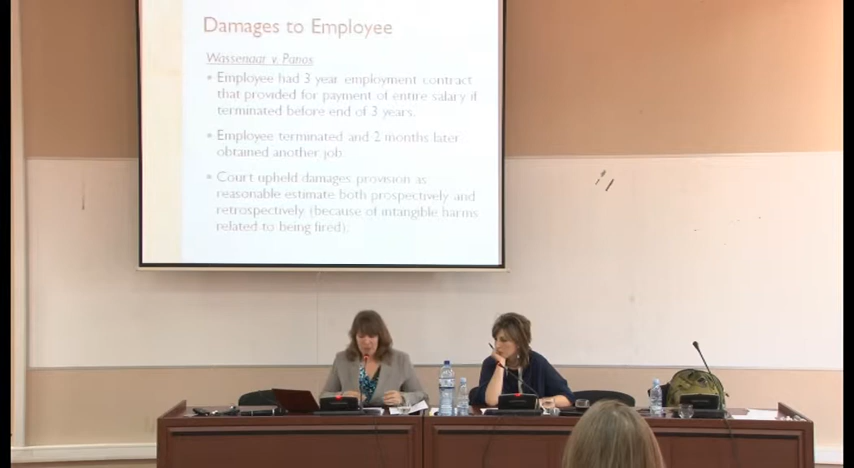 Damages to Employee
Wassenaar v. Panos
• Employee had 3 year employment contract
that provided for payment of entire salary if
terminated before end of 3 years.
• Employee terminated and 2 months later
obtained another job.
• Court upheld damages provision as
reasonable estimate both prospectively and
retrospectively (because of intangible harms
related to being fired).